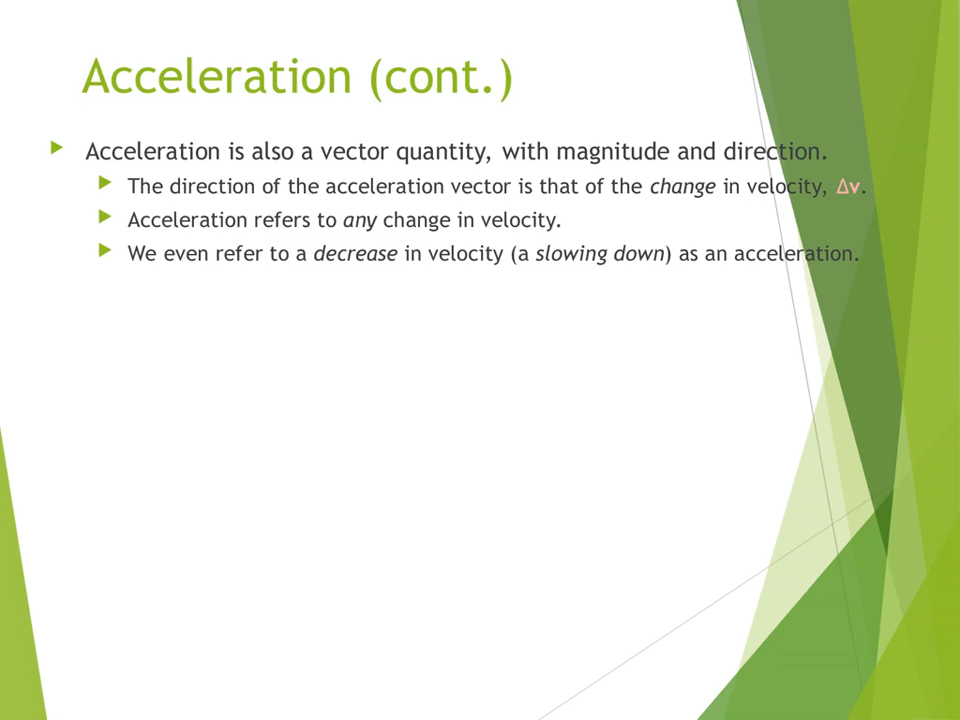 Acceleration (cont.)
Acceleration is also a vector quantity, with magnitude and direction.
The direction of the acceleration vector is that of the change in velocity, Δv.
Acceleration refers to any change in velocity.
We even refer to a decrease in velocity (a slowing down) as an acceleration.